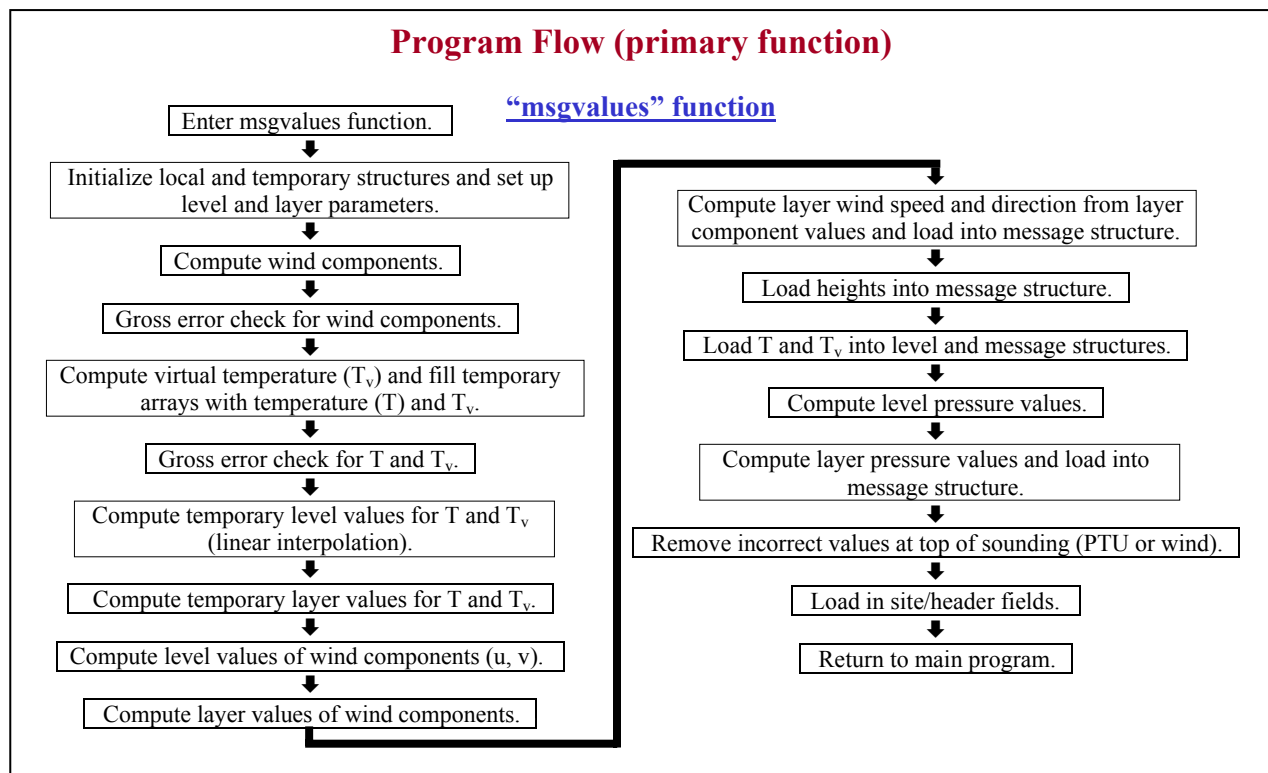 Program Flow (primary function)
“msgvalues” function
Enter msgvalues function.
Initialize local and temporary structures and set up
level and layer parameters.
Compute wind components.
Gross error check for wind components.
Compute virtual temperature (Tv) and fill temporary
arrays with temperature (T) and Tv.
Gross error check for T and Tv.
Compute temporary level values for T and Tv
(linear interpolation).
Compute temporary layer values for T and Tv.
Compute level values of wind components (u, v).
Compute layer values of wind components.
Compute layer wind speed and direction from layer
component values and load into message structure.
Load heights into message structure.
Load T and Tv into level and message structures.
Compute level pressure values.
Compute layer pressure values and load into
message structure.
Remove incorrect values at top of sounding (PTU or wind).
Load in site/header fields.
Return to main program.